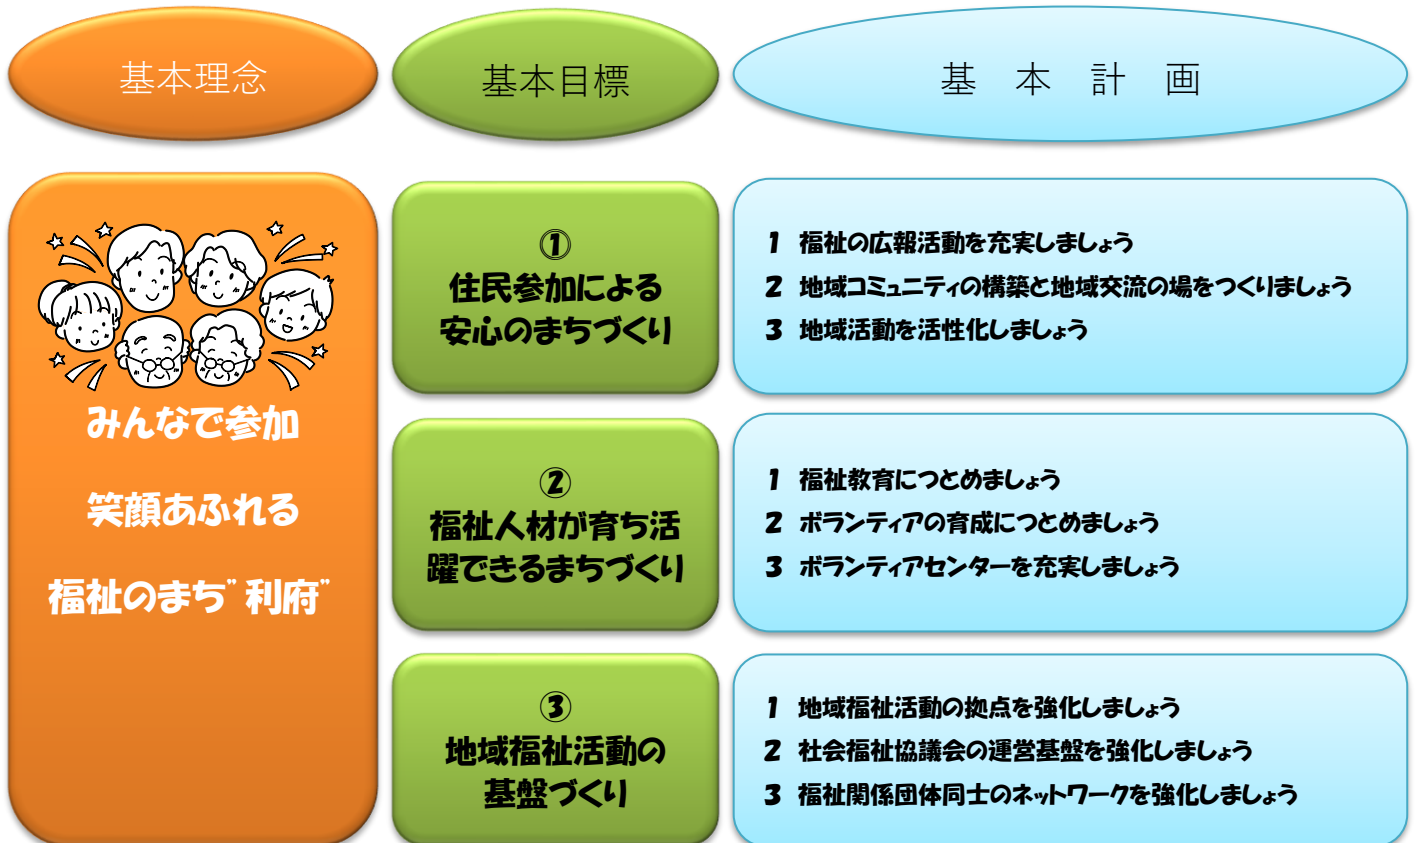 基本理念
基本目標
基　本　計　画
みんなで参加
笑顔あふれる
福祉のまち"利府"
①
住民参加による
安心のまちづくり
1　福祉の広報活動を充実しましょう
2　地域コミュニティの構築と地域交流の場をつくりましょう
3　地域活動を活性化しましょう
②
福祉人材が育ち活
躍できるまちづくり
1　福祉教育につとめましょう
2　ボランティアの育成につとめましょう
3　ボランティアセンターを充実しましょう
③
地域福祉活動の
基盤づくり
1　地域福祉活動の拠点を強化しましょう
2　社会福祉協議会の運営基盤を強化しましょう
3　福祉関係団体同士のネットワークを強化しましょう